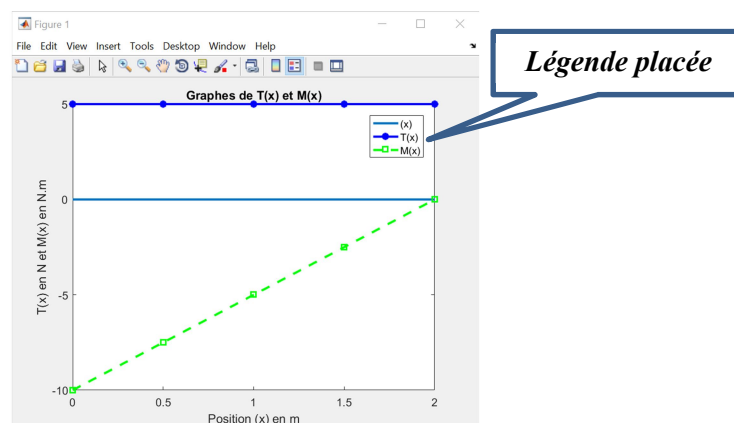 Figure 1
File Edit View Insert Tools Desktop Window Help
Légende placée
Graphes de T(x) et M(x)
(x)
T(x)
M(x)
T(x) en N et M(x) en N.m
5
0
-5
-10
0 0.5 1 1.5 2
Position (x) en m